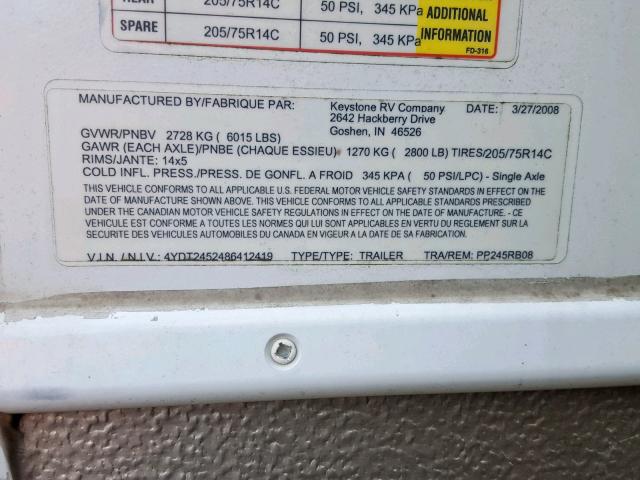 REAR 205/75R14C 50 PSI, 345 KPa
SPARE 205/75R14C 50 PSI, 345 KPa
ADDITIONAL
INFORMATION
FD-316
MANUFACTURED BY/FABRIQUE PAR: Keystone RV Company DATE: 3/27/2008
2642 Hackberry Drive
Goshen, IN 46526
GVWR/PNBV 2728 KG ( 6015 LBS)
GAWR (EACH AXLE)/PNBE (CHAQUE ESSIEU) 1270 KG ( 2800 LB) TIRES/205/75R14C
RIMS/JANTE: 14x5
COLD INFL. PRESS./PRESS. DE GONFL. A FROID 345 KPA ( 50 PSI/LPC) - Single Axle
THIS VEHICLE CONFORMS TO ALL APPLICABLE U.S. FEDERAL MOTOR VEHICLE SAFETY STANDARDS IN EFFECT ON THE
DATE OF MANUFACTURE SHOWN ABOVE. THIS VEHICLE CONFORMS TO ALL APPLICABLE STANDARDS PRESCRIBED
UNDER THE CANADIAN MOTOR VEHICLE SAFETY REGULATIONS IN EFFECT ON THE DATE OF MANUFACTURE - CE
VEHICULE EST CONFORME A TOUTES LES NORMES QUI LUI SONT APPLICABLES EN VERTU DU REGLEMENT SUR LA
SECURITE DES VEHICULES AUTOMOBILES DU CANADA EN VIGEUR A LA DATE DE SA FABRICATION.
V.I.N. /N.I.V.: 4YDT2452486412419 TYPE/TYPE: TRAILER TRA/REM: PP245RB08